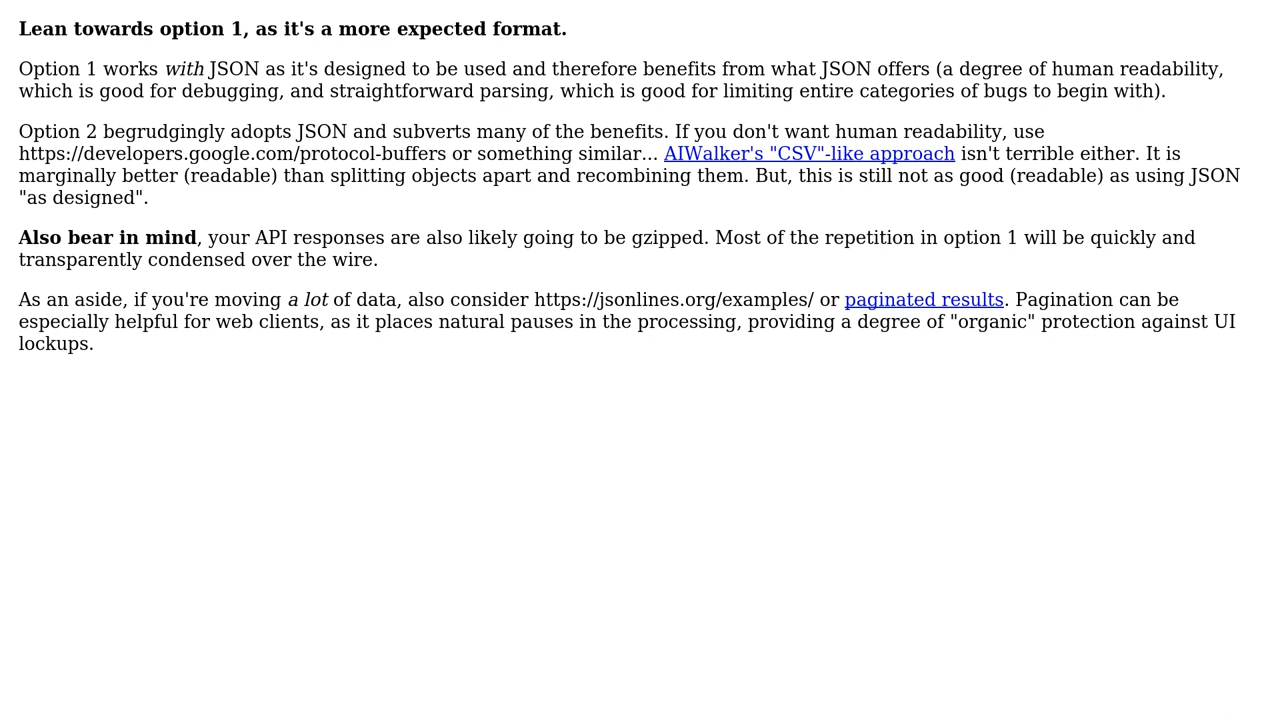 Lean towards option 1, as it's a more expected format.
Option 1 works with JSON as it's designed to be used and therefore benefits from what JSON offers (a degree of human readability,
which is good for debugging, and straightforward parsing, which is good for limiting entire categories of bugs to begin with).
Option 2 begrudgingly adopts JSON and subverts many of the benefits. If you don't want human readability, use
https://developers.google.com/protocol-buffers or something similar... AIWalker's "CSV"-like approach isn't terrible either. It is
marginally better (readable) than splitting objects apart and recombining them. But, this is still not as good (readable) as using JSON
"as designed".
Also bear in mind, your API responses are also likely going to be gzipped. Most of the repetition in option 1 will be quickly and
transparently condensed over the wire.
As an aside, if you're moving a lot of data, also consider https://jsonlines.org/examples/ or paginated results. Pagination can be
especially helpful for web clients, as it places natural pauses in the processing, providing a degree of "organic" protection against UI
lockups.